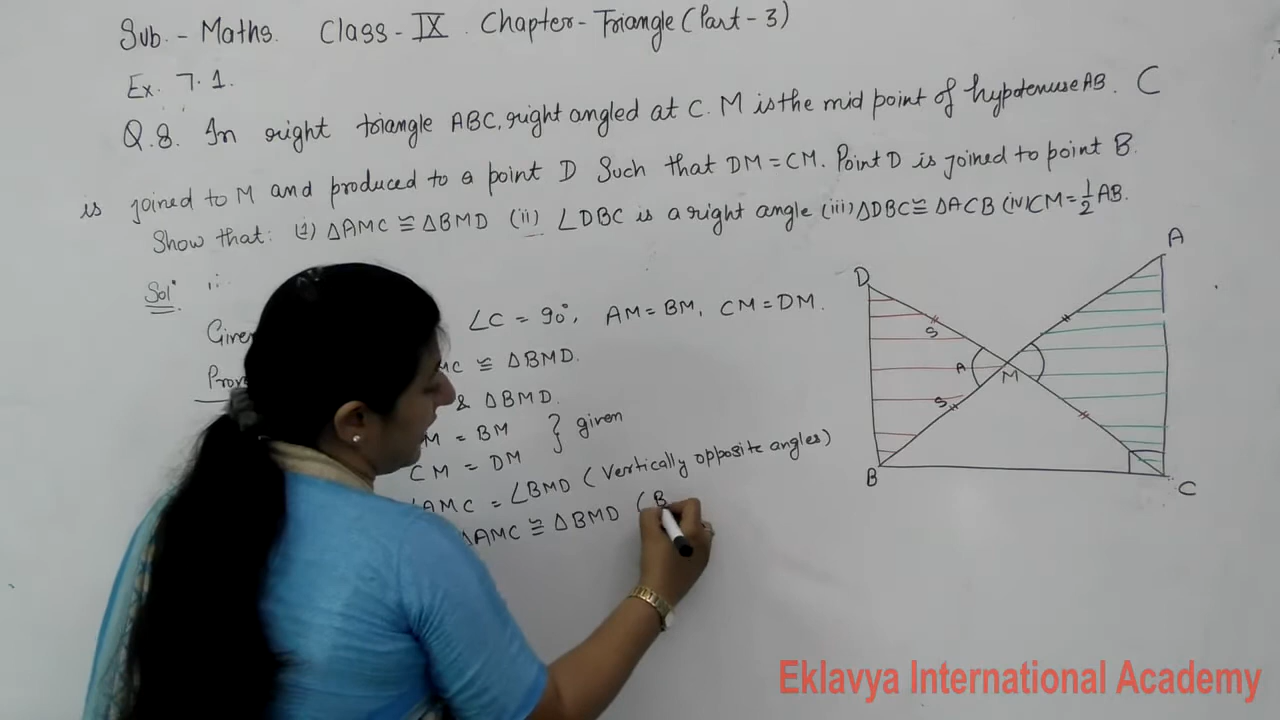 Sub. - Maths. Class - IX. Chapter - Triangle (Part - 3)
Ex. 7.1.
Q.8. In right triangle ABC, right angled at C. M is the mid point of hypotenuse AB. C
is joined to M and produced to a point D Such that DM = CM. Point D is joined to point B.
Show that: (i) ΔAMC ≅ ΔBMD (ii) ∠DBC is a right angle (iii) ΔDBC ≅ ΔACB (iv) CM = 1/2 AB.
Solⁿ
∠C = 90°, AM = BM, CM = DM.
≅ ΔBMD.
& ΔBMD.
= BM } given
CM = DM
∠AMC = ∠BMD (Vertically opposite angles)
ΔAMC ≅ ΔBMD (B
D
A
S
A
S
M
B
C
Eklavya International Academy